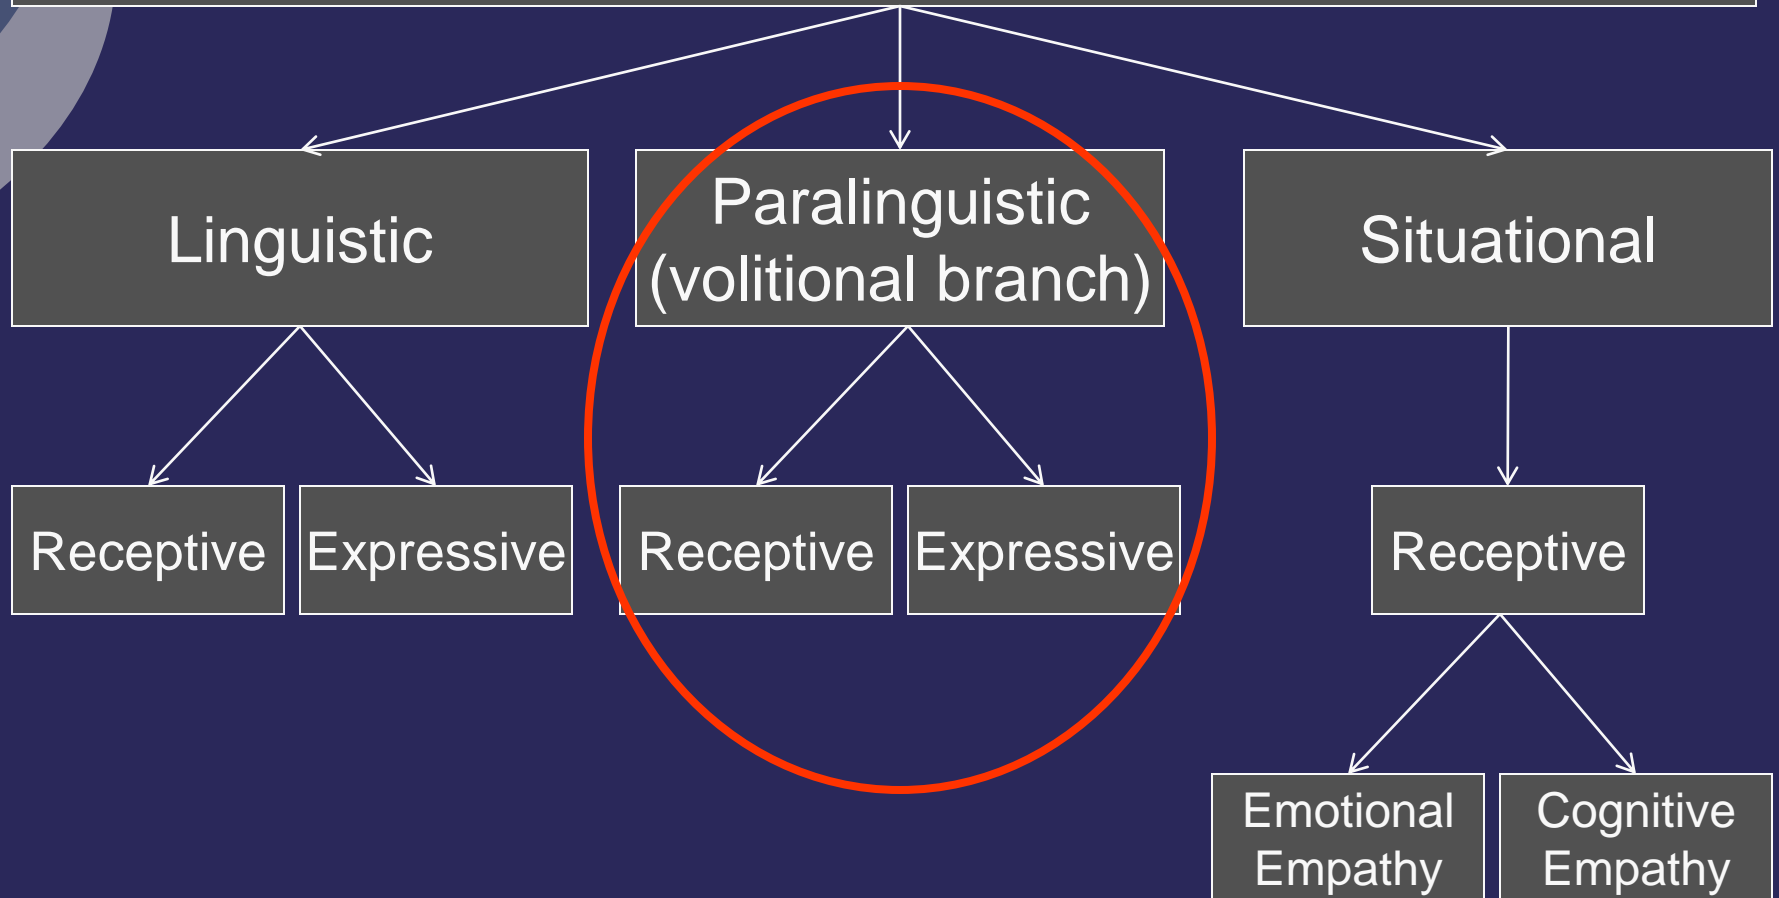 Linguistic
Paralinguistic
(volitional branch)
Situational
Receptive
Expressive
Receptive
Expressive
Receptive
Emotional
Empathy
Cognitive
Empathy